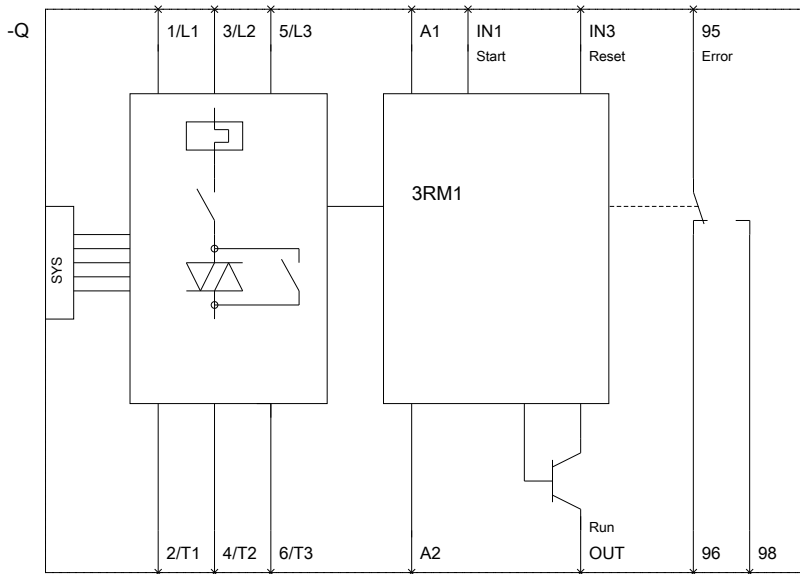 -Q
1/L1 3/L2 5/L3 A1 IN1 IN3 95
Start Reset Error
3RM1
SYS
Run
2/T1 4/T2 6/T3 A2 OUT 96 98